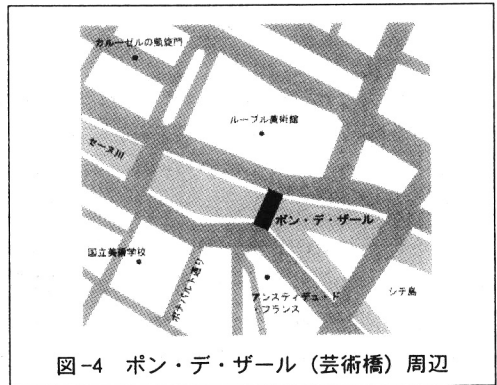 カルーゼルの凱旋門
ルーブル美術館
セーヌ川
ポン・デ・ザール
国立美術学校
ボナパルト通り
アンスティテュ・ド
・フランス
シテ島
図-4 ポン・デ・ザール（芸術橋）周辺